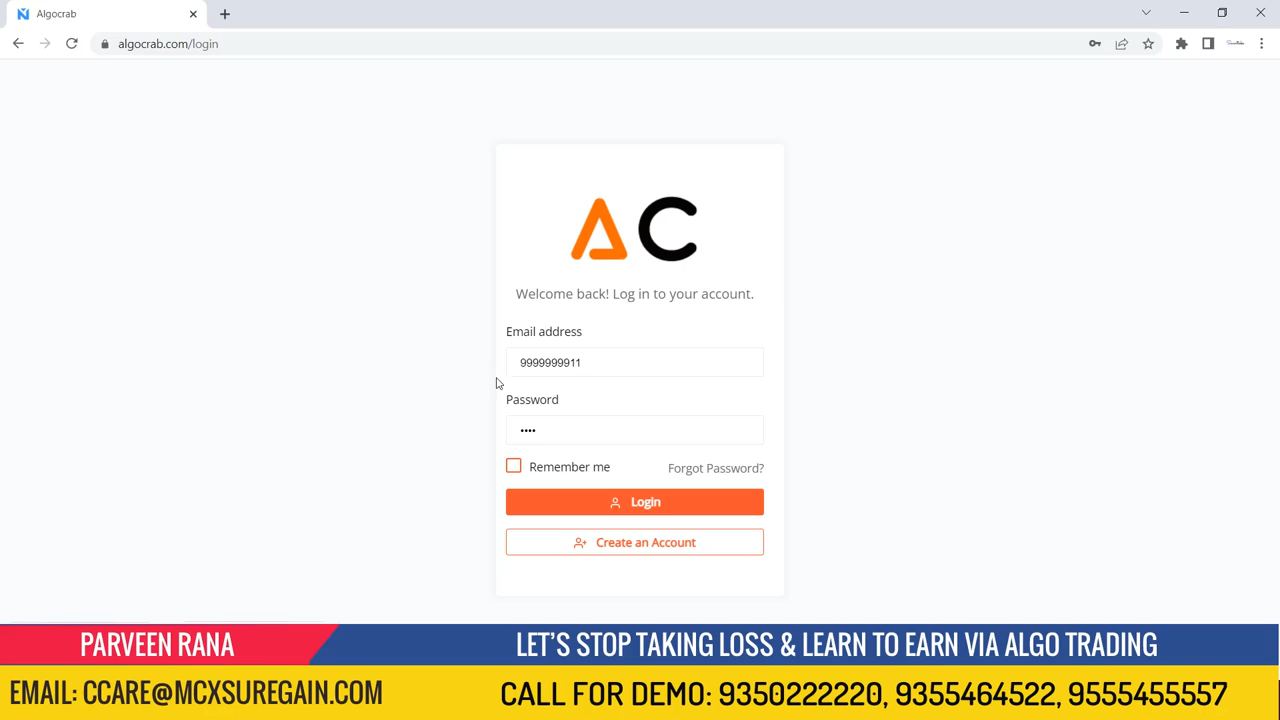 Algocrab
algocrab.com/login
AC
Welcome back! Log in to your account.
Email address
9999999911
Password
••••
Remember me
Forgot Password?
Login
Create an Account
PARVEEN RANA
LET'S STOP TAKING LOSS & LEARN TO EARN VIA ALGO TRADING
EMAIL: CCARE@MCXSUREGAIN.COM
CALL FOR DEMO: 9350222220, 9355464522, 9555455557